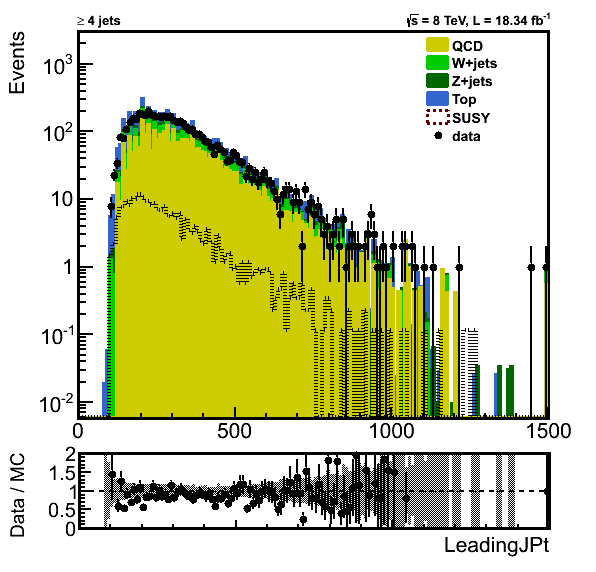 ≥ 4 jets
√s = 8 TeV, L = 18.34 fb⁻¹
Events
10³
10²
10
1
10⁻¹
10⁻²
QCD
W+jets
Z+jets
Top
SUSY
data
0 500 1000 1500
Data / MC
2
1.5
1
0.5
0
LeadingJPt